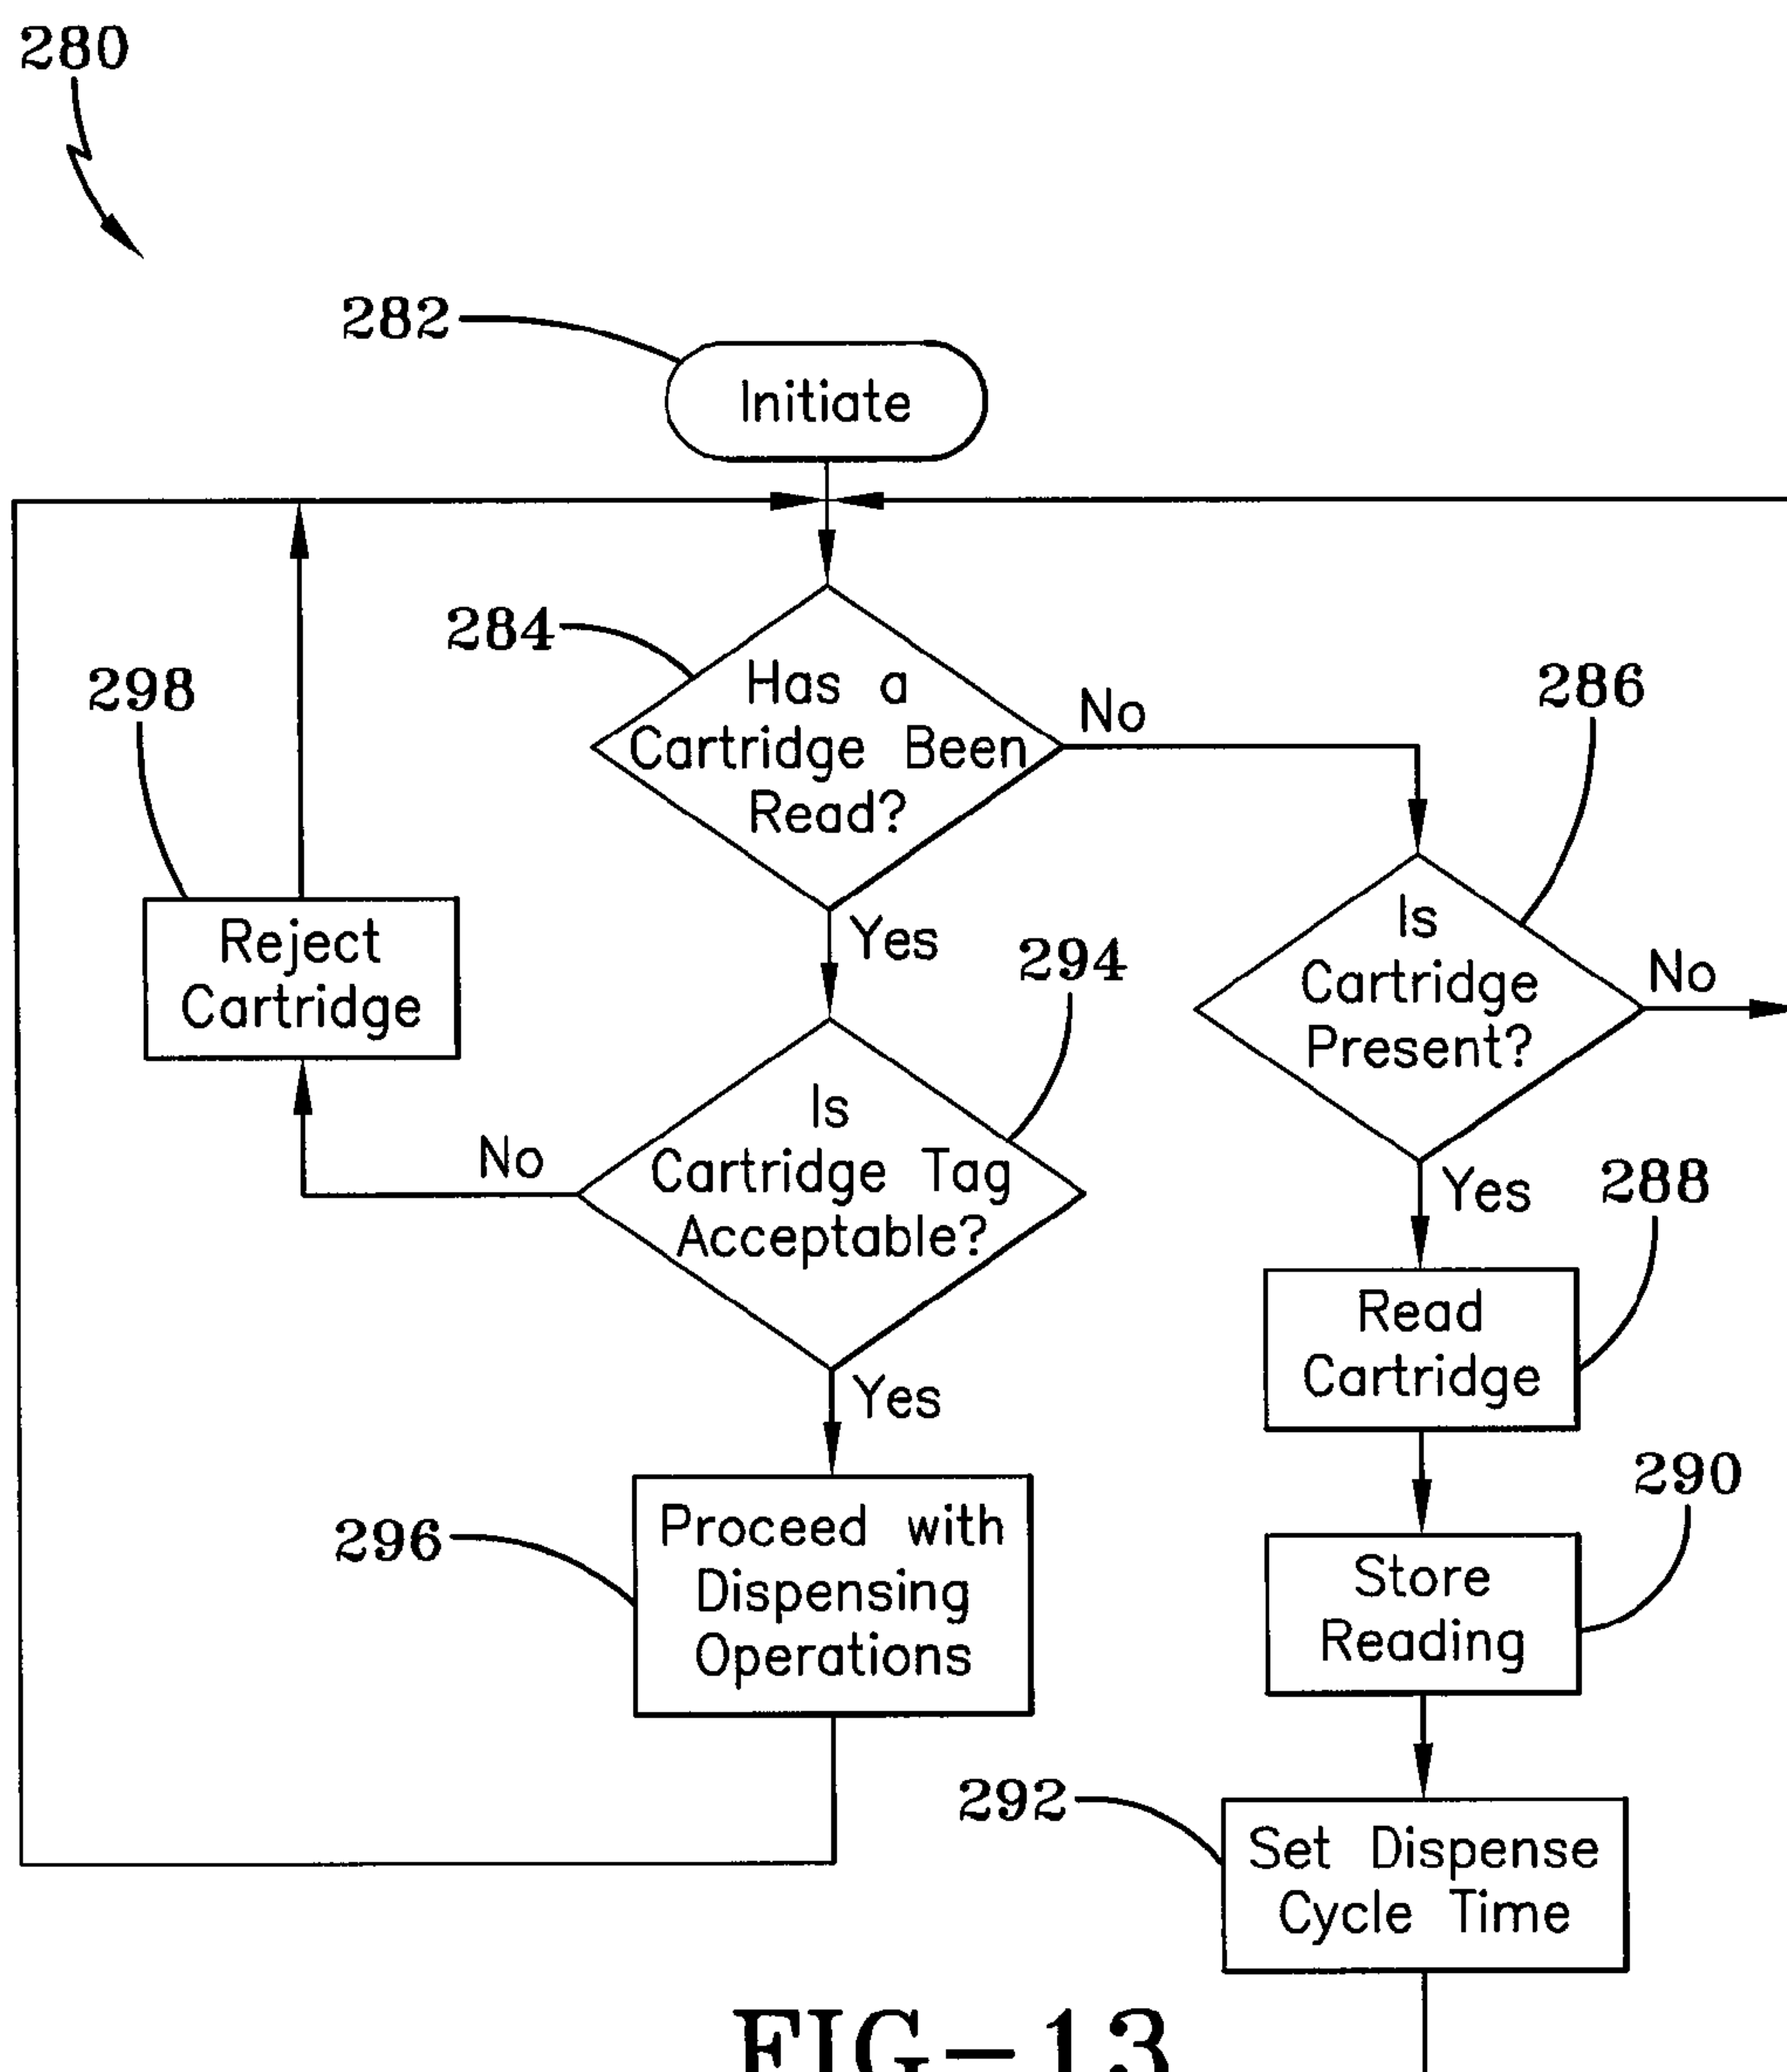 280
282
Initiate
284
Has a
Cartridge Been
Read?
No
286
298
Reject
Cartridge
Yes
294
Is
Cartridge
Present?
No
Is
Cartridge Tag
Acceptable?
No
Yes
288
Read
Cartridge
Yes
296
Proceed with
Dispensing
Operations
290
Store
Reading
292
Set Dispense
Cycle Time
FIG-13